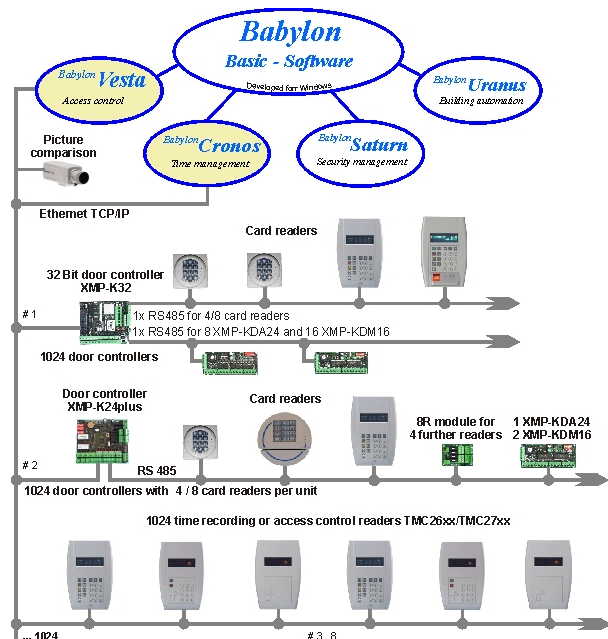 Babylon
Basic - Software
Developed forr Windows
Babylon Vesta
Access control
Babylon Uranus
Building automation
Babylon Cronos
Time management
Babylon Saturn
Security management
Picture
comparison
Ethernet TCP/IP
Card readers
32 Bit door controller
XMP-K32
# 1
1x RS485 for 4/8 card readers
1x RS485 for 8 XMP-KDA24 and 16 XMP-KDM16
1024 door controllers
Door controller
XMP-K24plus
Card readers
8R module for
4 further readers
1 XMP-KDA24
2 XMP-KDM16
# 2
RS 485
1024 door controllers with 4 / 8 card readers per unit
1024 time recording or access control readers TMC26xx/TMC27xx
... 1024
# 3 8